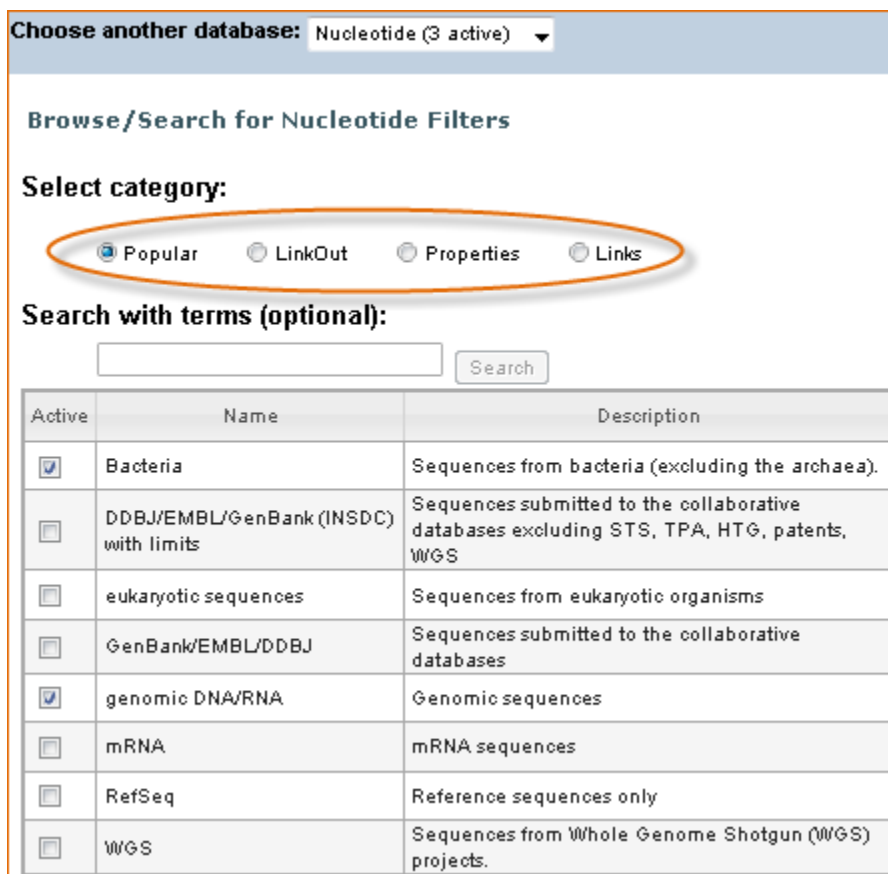 Choose another database: Nucleotide (3 active)
Browse/Search for Nucleotide Filters
Select category:
Popular LinkOut Properties Links
Search with terms (optional):
Search
Active Name Description
Bacteria Sequences from bacteria (excluding the archaea).
DDBJ/EMBL/GenBank (INSDC) with limits Sequences submitted to the collaborative
databases excluding STS, TPA, HTG, patents,
WGS
eukaryotic sequences Sequences from eukaryotic organisms
GenBank/EMBL/DDBJ Sequences submitted to the collaborative
databases
genomic DNA/RNA Genomic sequences
mRNA mRNA sequences
RefSeq Reference sequences only
WGS Sequences from Whole Genome Shotgun (WGS)
projects.